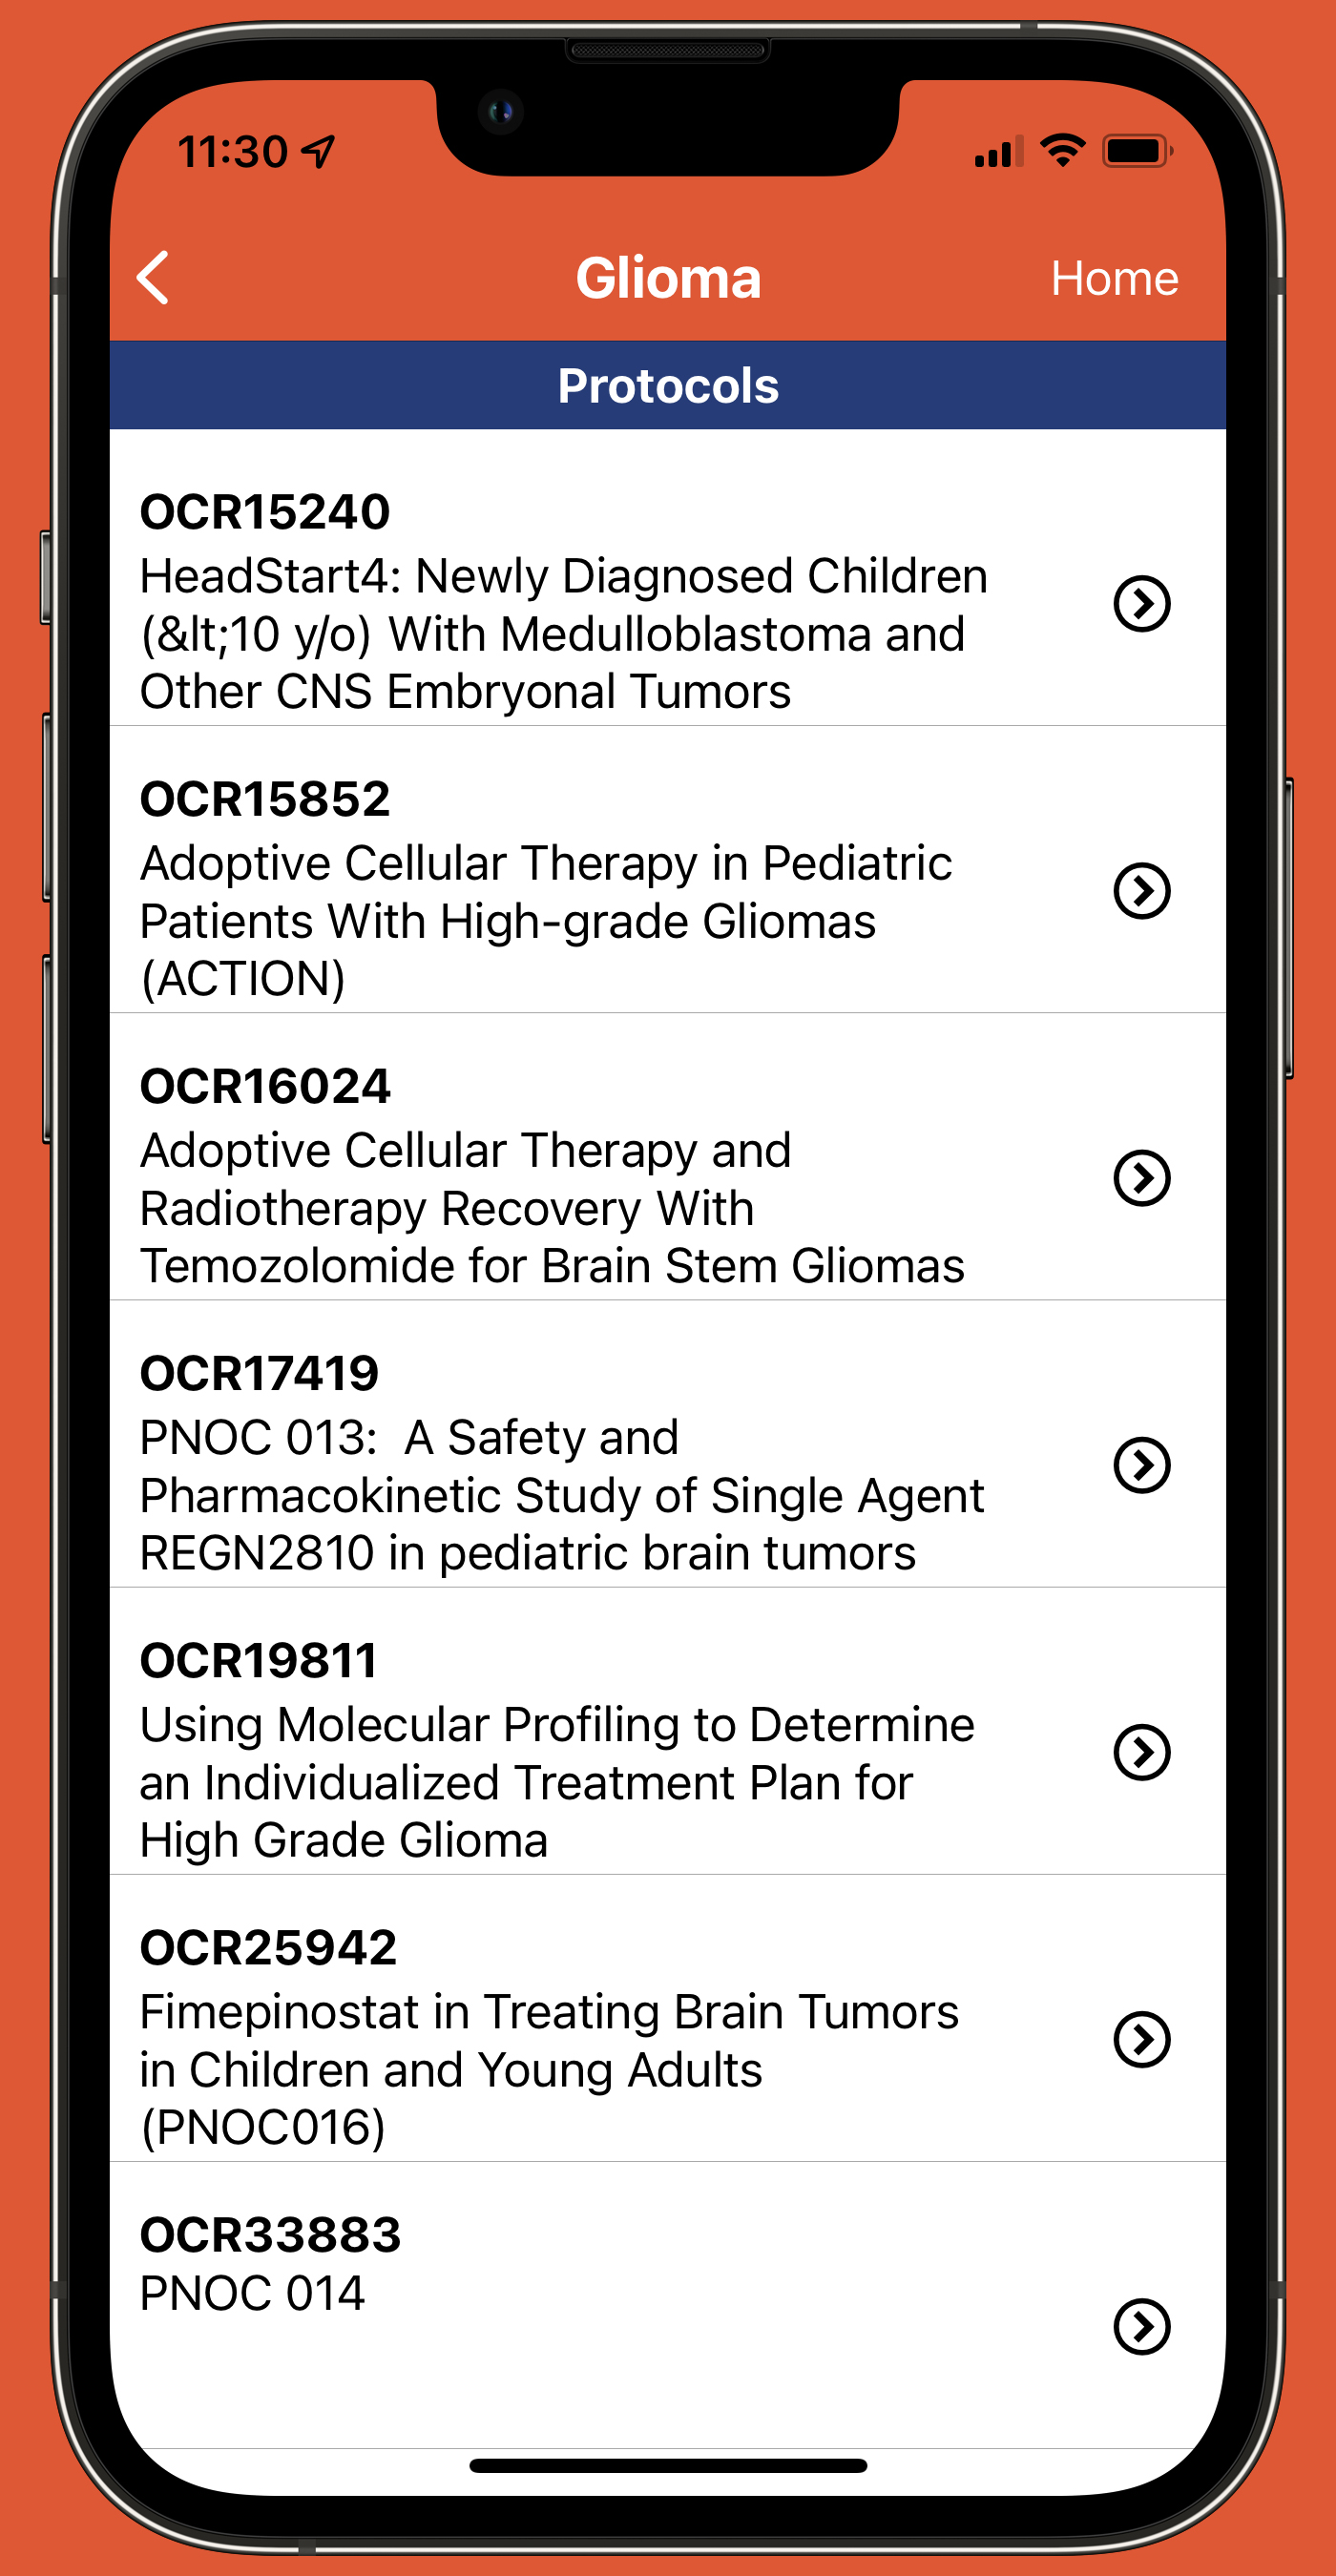 11:30
Glioma
Home
Protocols
OCR15240
HeadStart4: Newly Diagnosed Children
(&lt;10 y/o) With Medulloblastoma and
Other CNS Embryonal Tumors
OCR15852
Adoptive Cellular Therapy in Pediatric
Patients With High-grade Gliomas
(ACTION)
OCR16024
Adoptive Cellular Therapy and
Radiotherapy Recovery With
Temozolomide for Brain Stem Gliomas
OCR17419
PNOC 013:  A Safety and
Pharmacokinetic Study of Single Agent
REGN2810 in pediatric brain tumors
OCR19811
Using Molecular Profiling to Determine
an Individualized Treatment Plan for
High Grade Glioma
OCR25942
Fimepinostat in Treating Brain Tumors
in Children and Young Adults
(PNOC016)
OCR33883
PNOC 014